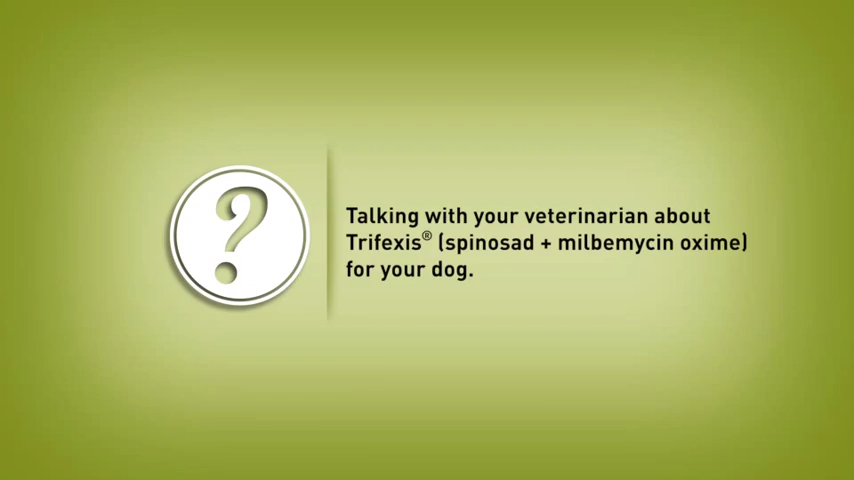 ?
Talking with your veterinarian about
Trifexis® (spinosad + milbemycin oxime)
for your dog.